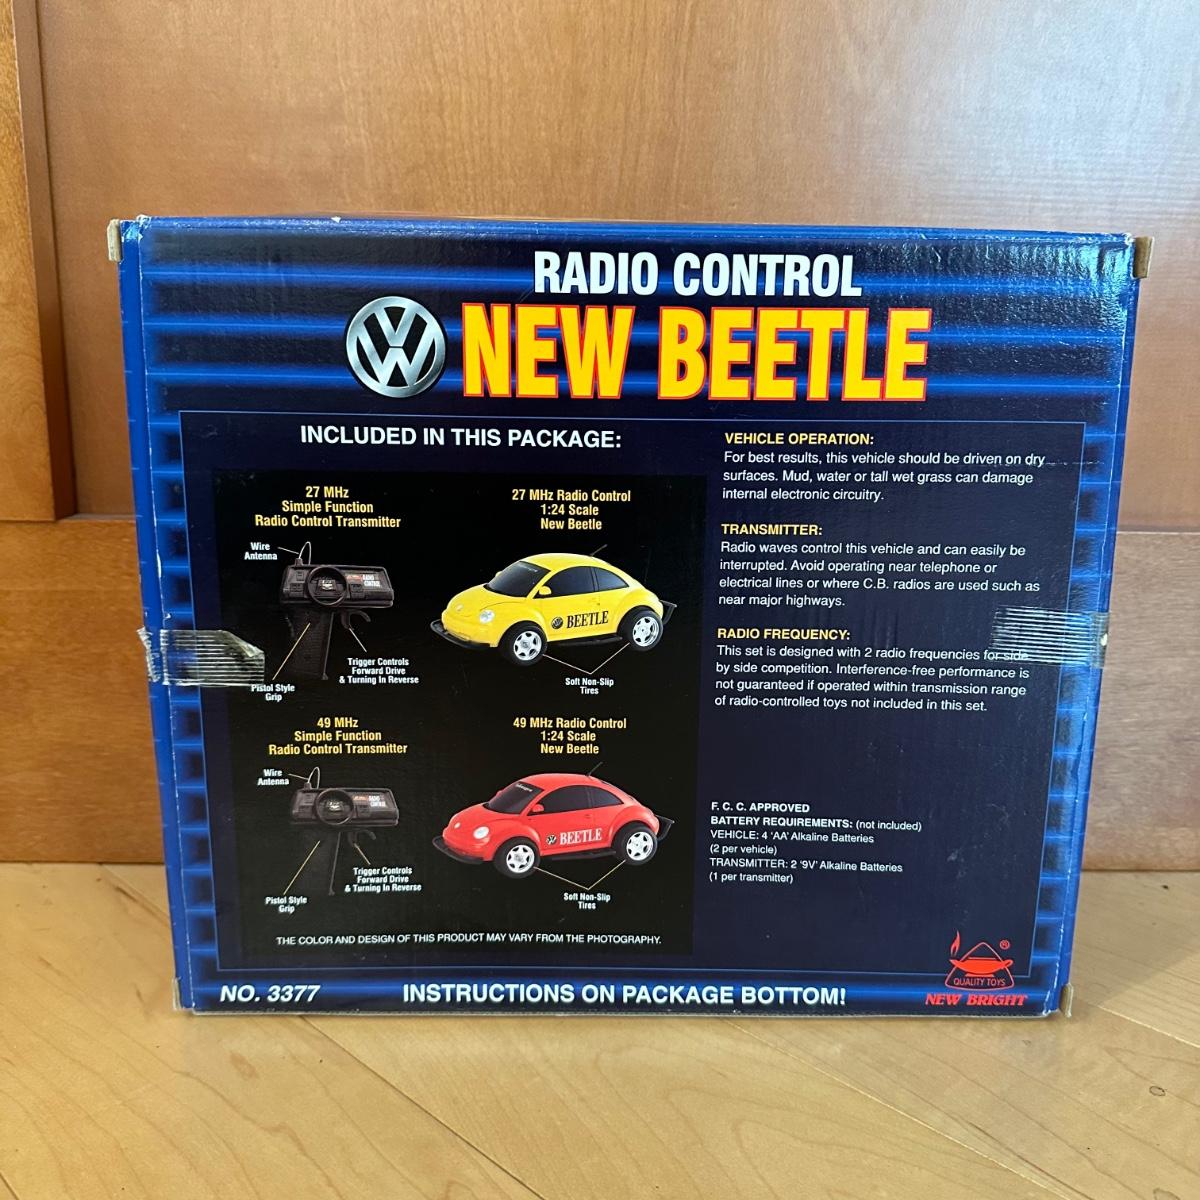 RADIO CONTROL
NEW BEETLE
INCLUDED IN THIS PACKAGE:
27 MHz
Simple Function
Radio Control Transmitter
Wire
Antenna
Pistol Style
Grip
Trigger Controls
Forward Drive
& Turning In Reverse
27 MHz Radio Control
1:24 Scale
New Beetle
BEETLE
Soft Non-Slip
Tires
49 MHz
Simple Function
Radio Control Transmitter
Wire
Antenna
RADIO
CONTROL
Pistol Style
Grip
Trigger Controls
Forward Drive
& Turning In Reverse
49 MHz Radio Control
1:24 Scale
New Beetle
BEETLE
Soft Non-Slip
Tires
THE COLOR AND DESIGN OF THIS PRODUCT MAY VARY FROM THE PHOTOGRAPHY.
VEHICLE OPERATION:
For best results, this vehicle should be driven on dry
surfaces. Mud, water or tall wet grass can damage
internal electronic circuitry.
TRANSMITTER:
Radio waves control this vehicle and can easily be
interrupted. Avoid operating near telephone or
electrical lines or where C.B. radios are used such as
near major highways.
RADIO FREQUENCY:
This set is designed with 2 radio frequencies for side
by side competition. Interference-free performance is
not guaranteed if operated within transmission range
of radio-controlled toys not included in this set.
F. C. C. APPROVED
BATTERY REQUIREMENTS: (not included)
VEHICLE: 4 'AA' Alkaline Batteries
(2 per vehicle)
TRANSMITTER: 2 '9V' Alkaline Batteries
(1 per transmitter)
NO. 3377
INSTRUCTIONS ON PACKAGE BOTTOM!
®
QUALITY TOYS
NEW BRIGHT